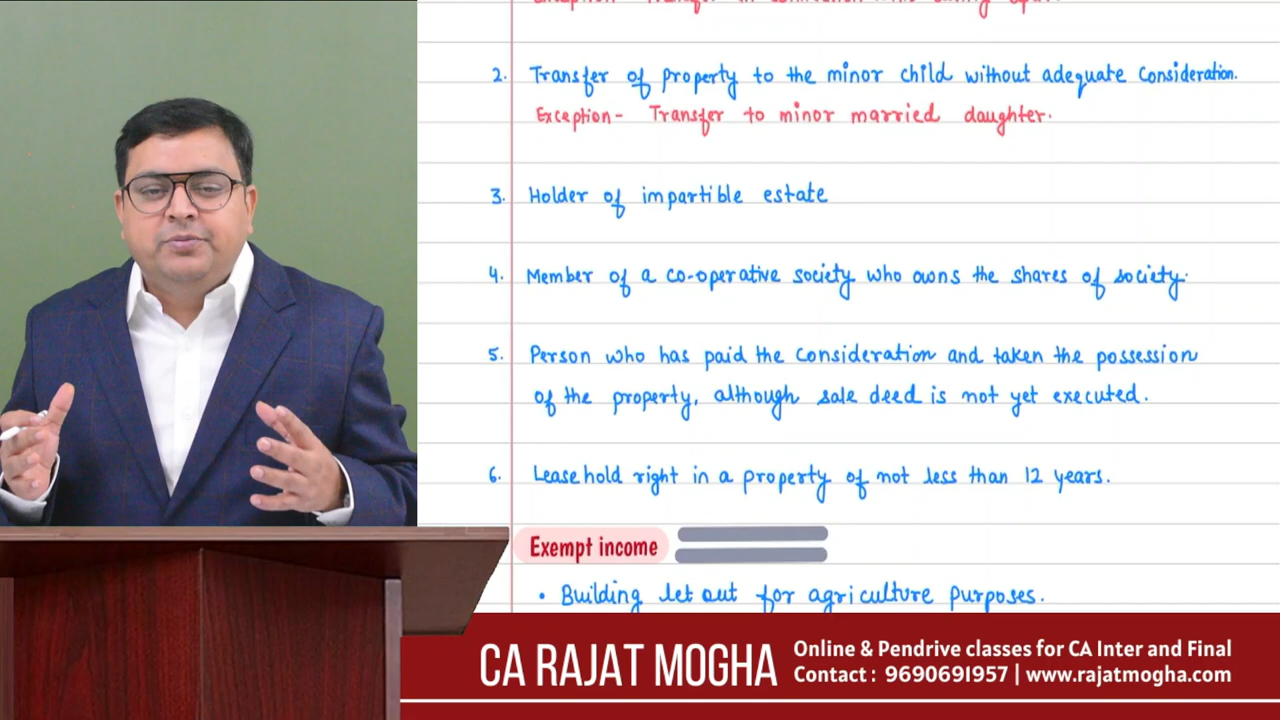 2. Transfer of property to the minor child without adequate Consideration.
Exception- Transfer to minor married daughter.
3. Holder of impartible estate
4. Member of a co-operative society who owns the shares of society.
5. Person who has paid the Consideration and taken the possession
of the property, although sale deed is not yet executed.
6. Leasehold right in a property of not less than 12 years.
Exempt income
• Building let out for agriculture purposes.
CA RAJAT MOGHA
Online & Pendrive classes for CA Inter and Final
Contact : 9690691957 | www.rajatmogha.com